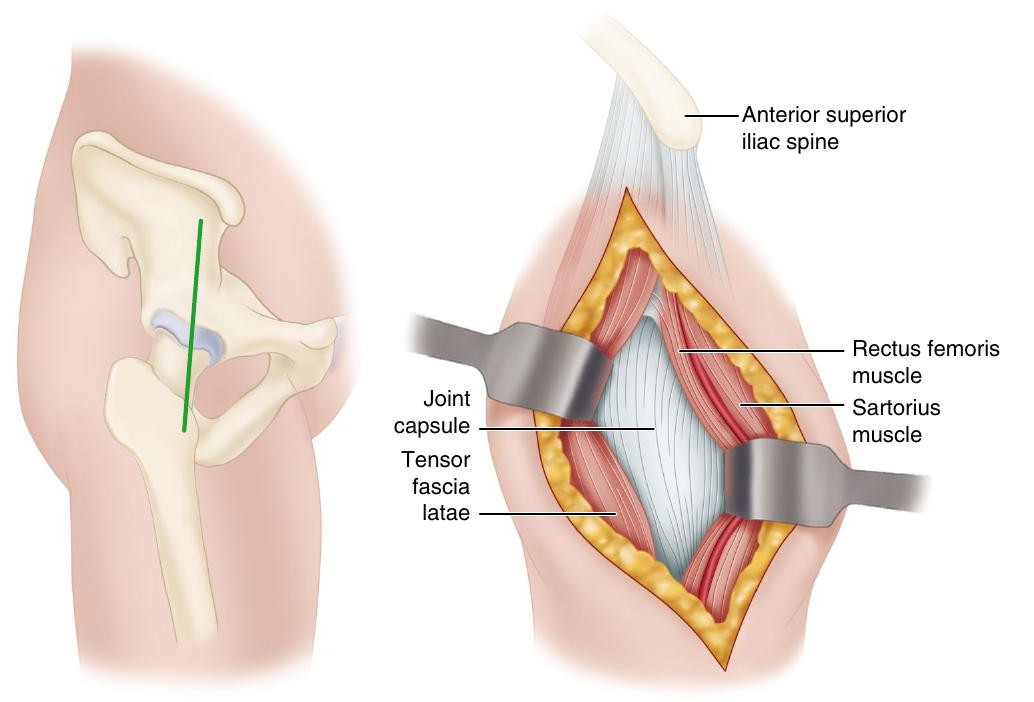 Anterior superior
iliac spine
Rectus femoris
muscle
Joint
capsule
Sartorius
muscle
Tensor
fascia
latae